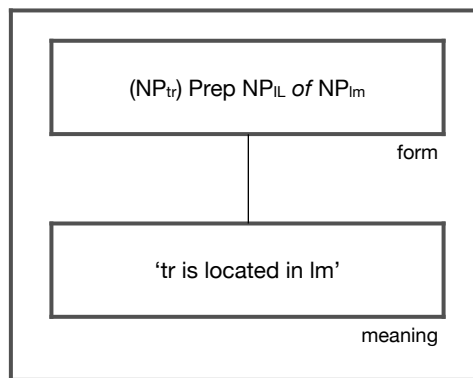 (NPtr) Prep NPIL of NPlm
form
‘tr is located in lm’
meaning